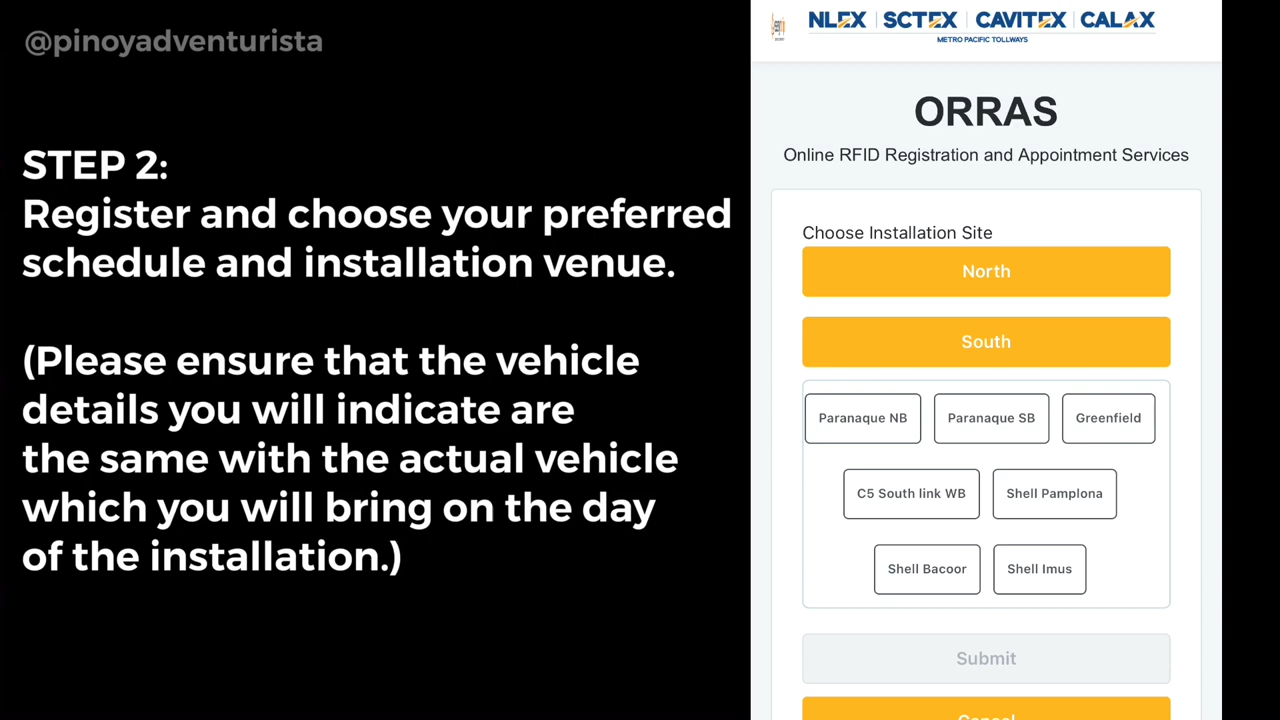 @pinoyadventurista
STEP 2:
Register and choose your preferred
schedule and installation venue.
(Please ensure that the vehicle
details you will indicate are
the same with the actual vehicle
which you will bring on the day
of the installation.)
NLEX | SCTEX | CAVITEX | CALAX
METRO PACIFIC TOLLWAYS
ORRAS
Online RFID Registration and Appointment Services
Choose Installation Site
North
South
Paranaque NB
Paranaque SB
Greenfield
C5 South link WB
Shell Pamplona
Shell Bacoor
Shell Imus
Submit
Cancel